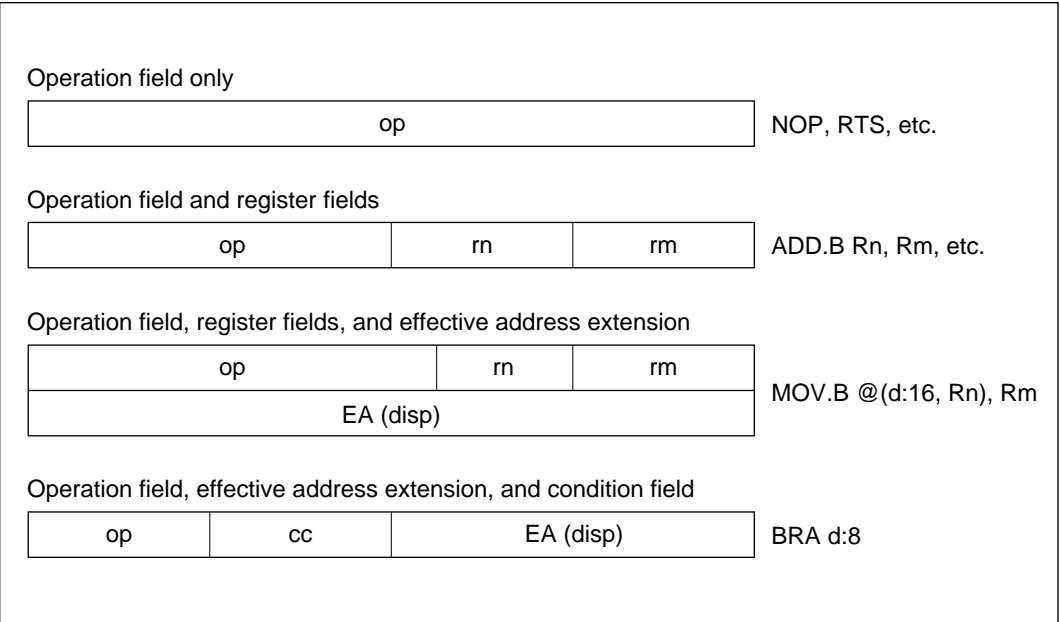 Operation field only
op
NOP, RTS, etc.
Operation field and register fields
op rn rm
ADD.B Rn, Rm, etc.
Operation field, register fields, and effective address extension
op rn rm
EA (disp)
MOV.B @(d:16, Rn), Rm
Operation field, effective address extension, and condition field
op cc EA (disp)
BRA d:8